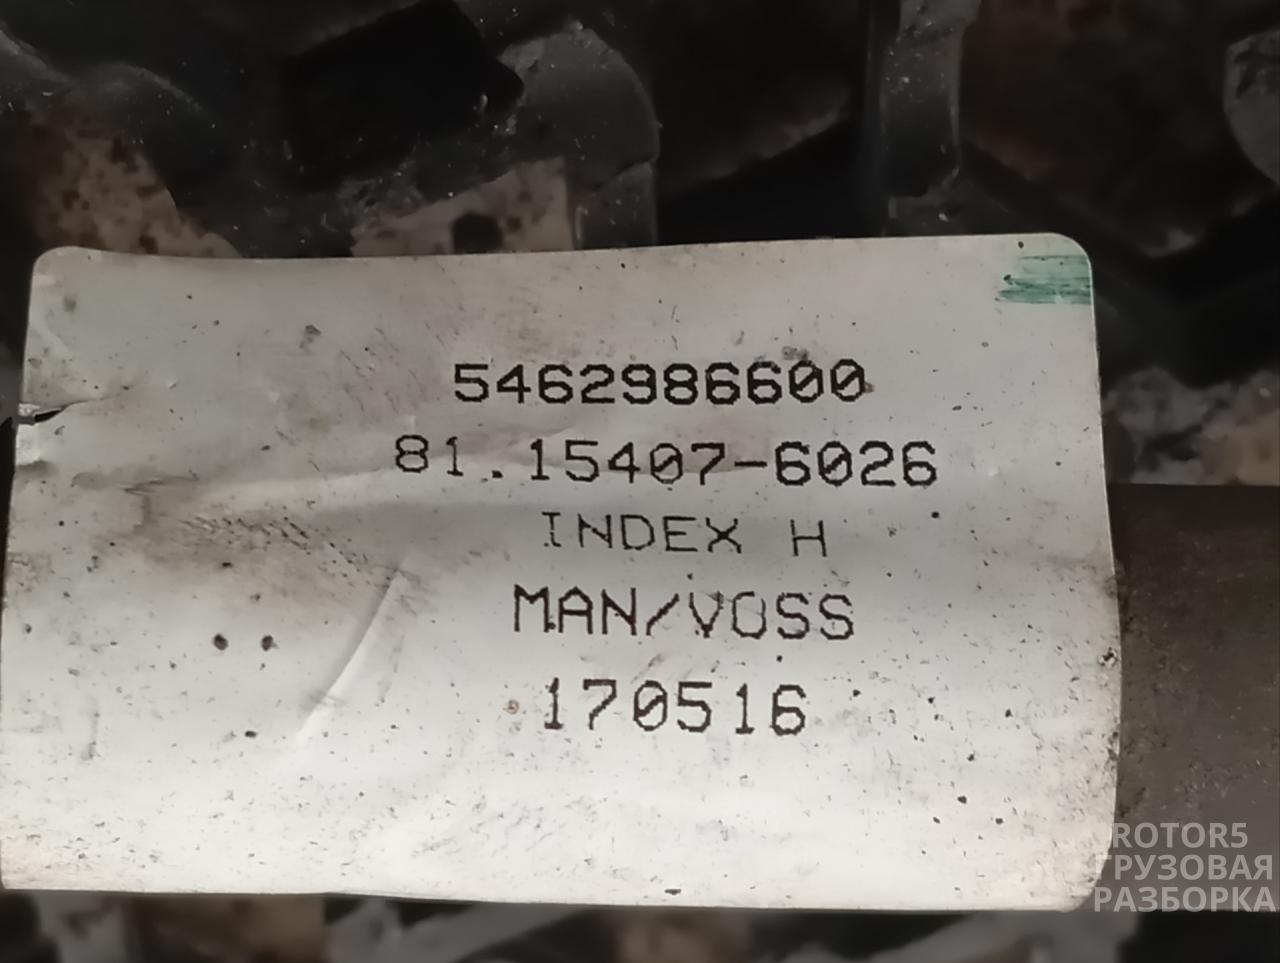 5462986600
81.15407-6026
INDEX H
MAN/VOSS
170516
ROTOR5
ГРУЗОВАЯ
РАЗБОРКА